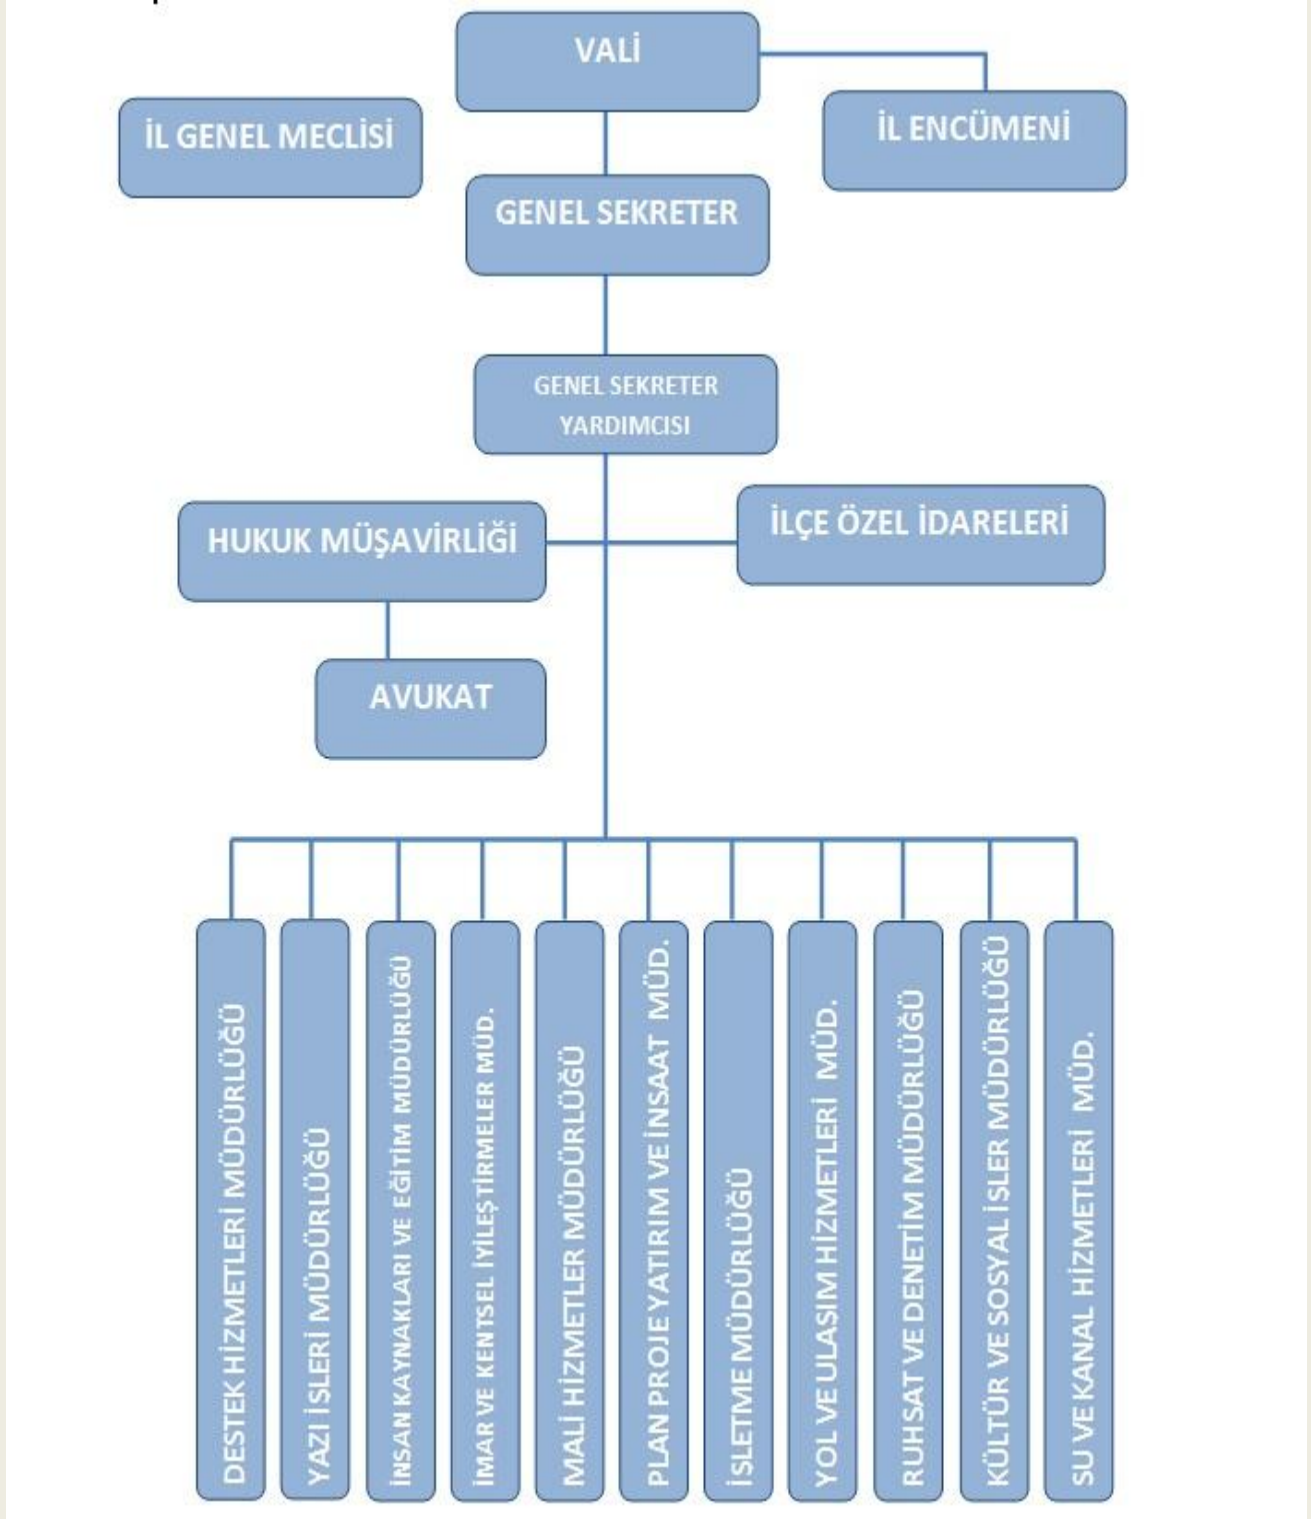 VALİ
İL GENEL MECLİSİ
İL ENCÜMENİ
GENEL SEKRETER
GENEL SEKRETER
YARDIMCISI
HUKUK MÜŞAVİRLİĞİ
İLÇE ÖZEL İDARELERİ
AVUKAT
DESTEK HİZMETLERİ MÜDÜRLÜĞÜ
YAZI İŞLERİ MÜDÜRLÜĞÜ
İNSAN KAYNAKLARI VE EĞİTİM MÜDÜRLÜĞÜ
İMAR VE KENTSEL İYİLEŞTİRMELER MÜD.
MALİ HİZMETLER MÜDÜRLÜĞÜ
PLAN PROJE YATIRIM VE İNSAAT MÜD.
İŞLETME MÜDÜRLÜĞÜ
YOL VE ULAŞIM HİZMETLERİ MÜD.
RUHSAT VE DENETİM MÜDÜRLÜĞÜ
KÜLTÜR VE SOSYAL İŞLER MÜDÜRLÜĞÜ
SU VE KANAL HİZMETLERİ MÜD.